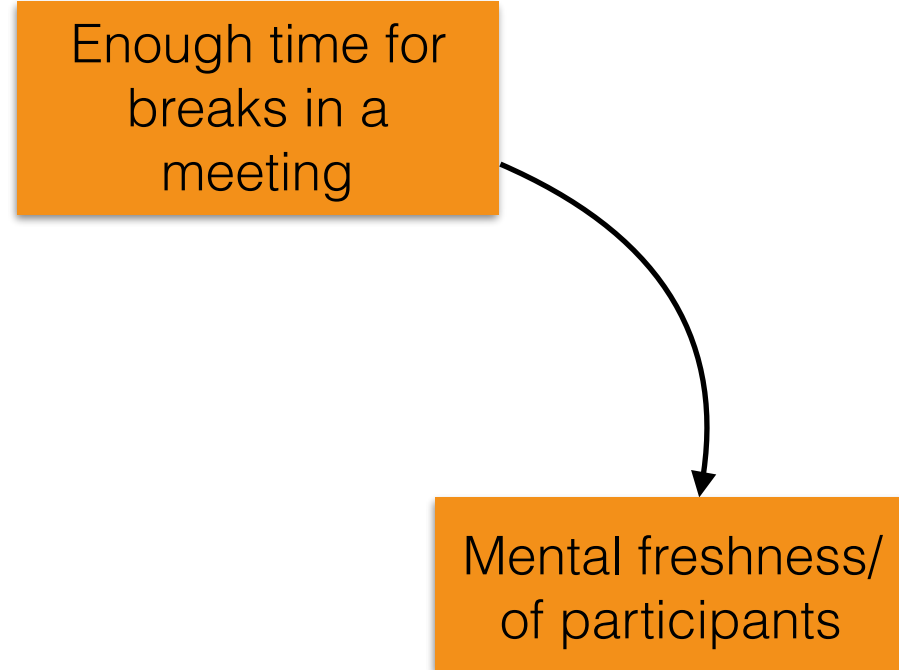 Enough time for
breaks in a
meeting
Mental freshness/
of participants